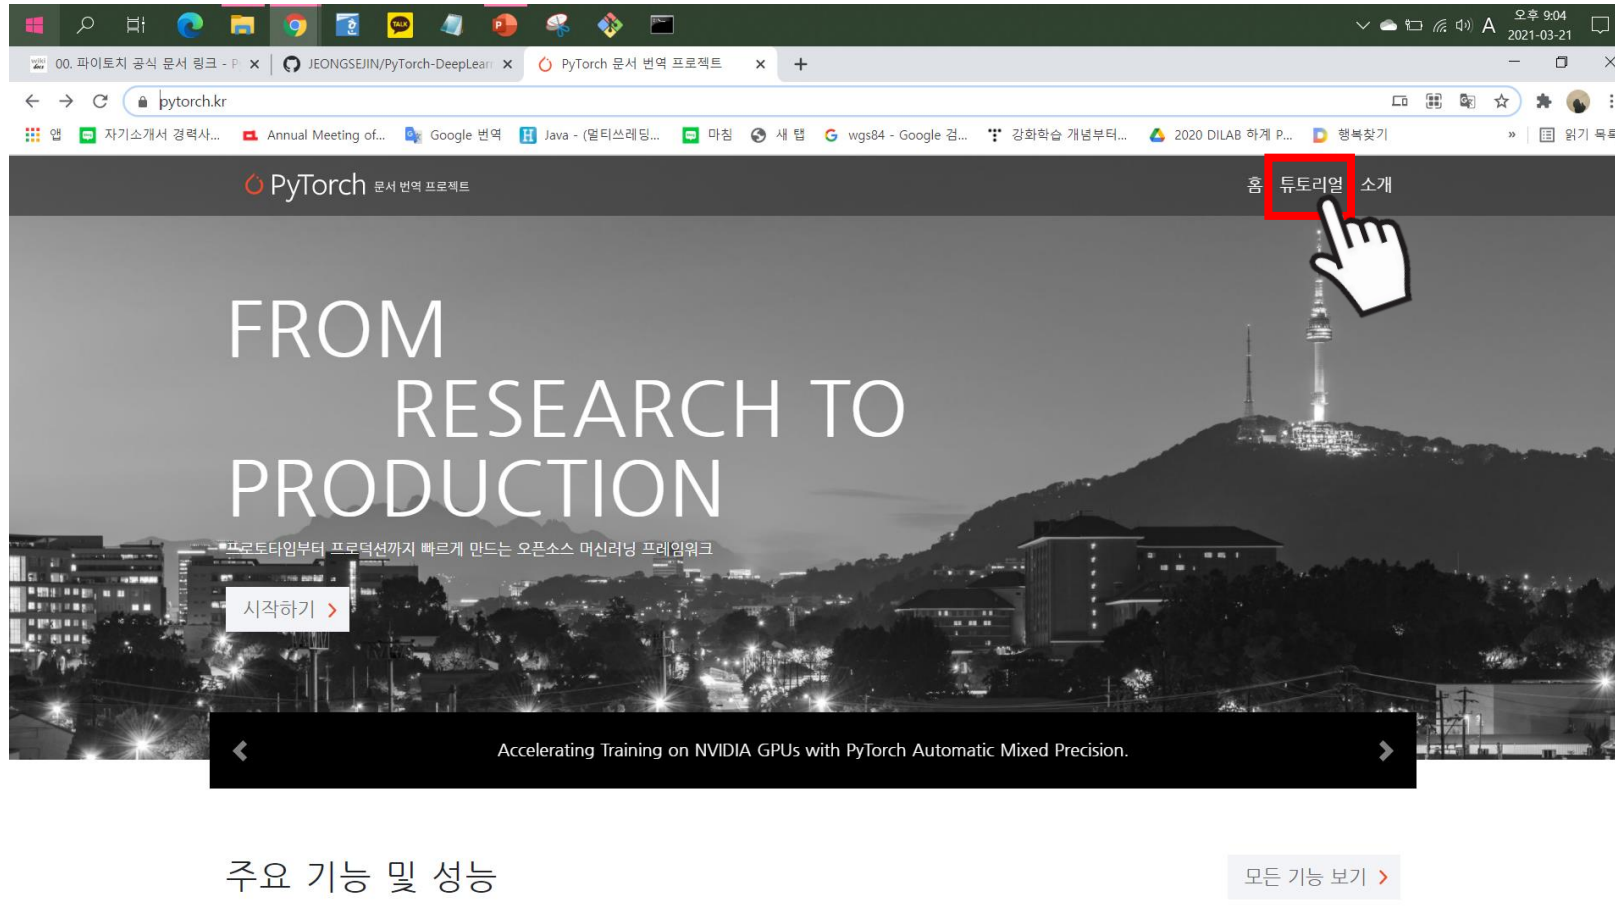 TALK
P
A
오후 9:04
2021-03-21
00. 파이토치 공식 문서 링크 - P
JEONGSEJIN/PyTorch-DeepLearn
PyTorch 문서 번역 프로젝트
pytorch.kr
앱
자기소개서 경력사...
Annual Meeting of...
Google 번역
Java - (멀티쓰레딩...
마침
새 탭
wgs84 - Google 검...
강화학습 개념부터...
2020 DILAB 하계 P...
행복찾기
»
읽기 목록
PyTorch 문서 번역 프로젝트
홈 튜토리얼 소개
FROM
RESEARCH TO
PRODUCTION
프로토타입부터 프로덕션까지 빠르게 만드는 오픈소스 머신러닝 프레임워크
시작하기 >
Accelerating Training on NVIDIA GPUs with PyTorch Automatic Mixed Precision.
주요 기능 및 성능
모든 기능 보기 >